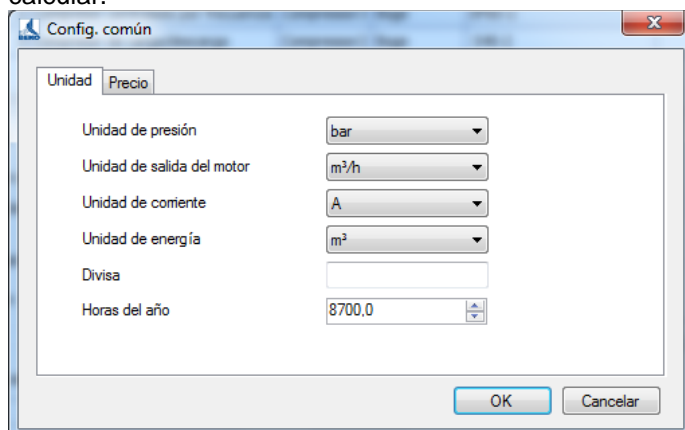 calcular.
Config. común
Unidad Precio
Unidad de presión bar
Unidad de salida del motor m³/h
Unidad de corriente A
Unidad de energía m³
Divisa
Horas del año 8700,0
OK Cancelar